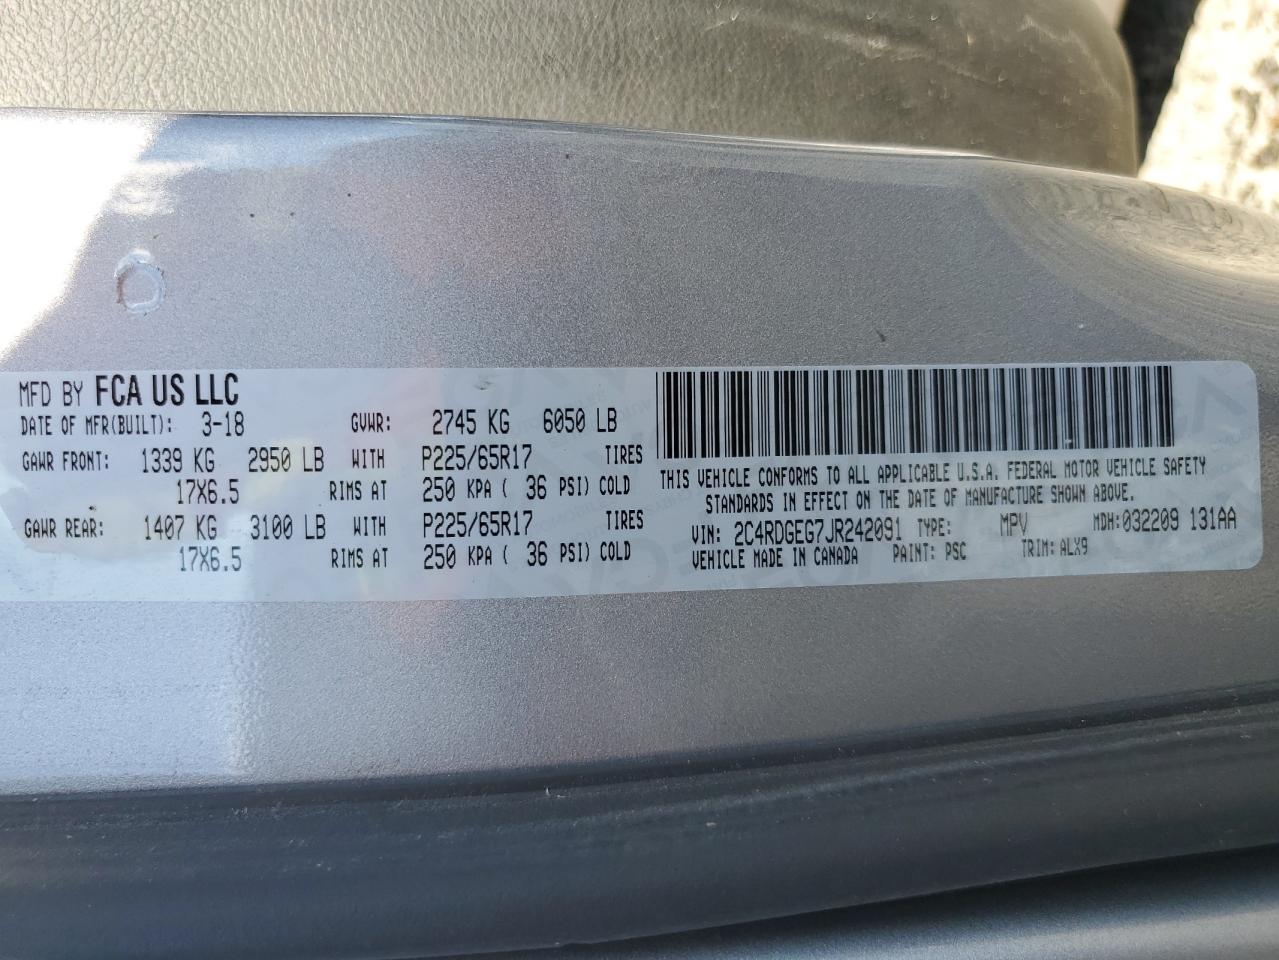 MFD BY FCA US LLC
DATE OF MFR(BUILT): 3-18 GVWR: 2745 KG 6050 LB
GAWR FRONT: 1339 KG 2950 LB WITH P225/65R17 TIRES
17X6.5 RIMS AT 250 KPA ( 36 PSI) COLD
GAWR REAR: 1407 KG 3100 LB WITH P225/65R17 TIRES
17X6.5 RIMS AT 250 KPA ( 36 PSI) COLD
THIS VEHICLE CONFORMS TO ALL APPLICABLE U.S.A. FEDERAL MOTOR VEHICLE SAFETY
STANDARDS IN EFFECT ON THE DATE OF MANUFACTURE SHOWN ABOVE.
VIN: 2C4RDGEG7JR242091 TYPE: MPV MDH:032209 131AA
VEHICLE MADE IN CANADA PAINT: PSC TRIM: ALX9